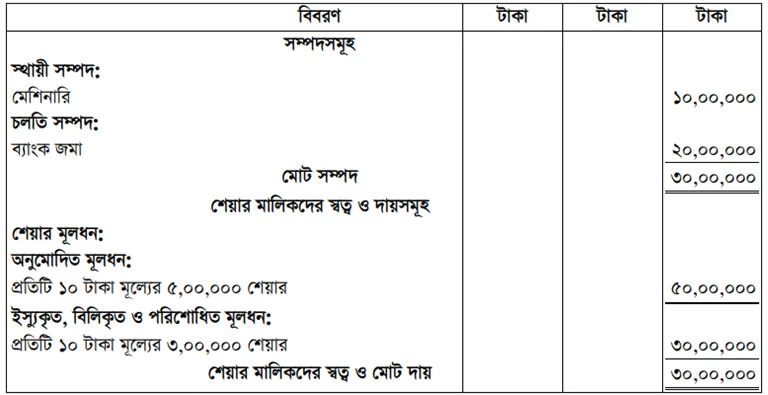 বিবরণ টাকা টাকা টাকা
সম্পদসমূহ
স্থায়ী সম্পদ:
মেশিনারি ১০,০০,০০০
চলতি সম্পদ:
ব্যাংক জমা ২০,০০,০০০
মোট সম্পদ ৩০,০০,০০০
শেয়ার মালিকদের স্বত্ব ও দায়সমূহ
শেয়ার মূলধন:
অনুমোদিত মূলধন:
প্রতিটি ১০ টাকা মূল্যের ৫,০০,০০০ শেয়ার ৫০,০০,০০০
ইস্যুকৃত, বিলিকৃত ও পরিশোধিত মূলধন:
প্রতিটি ১০ টাকা মূল্যের ৩,০০,০০০ শেয়ার ৩০,০০,০০০
শেয়ার মালিকদের স্বত্ব ও মোট দায় ৩০,০০,০০০